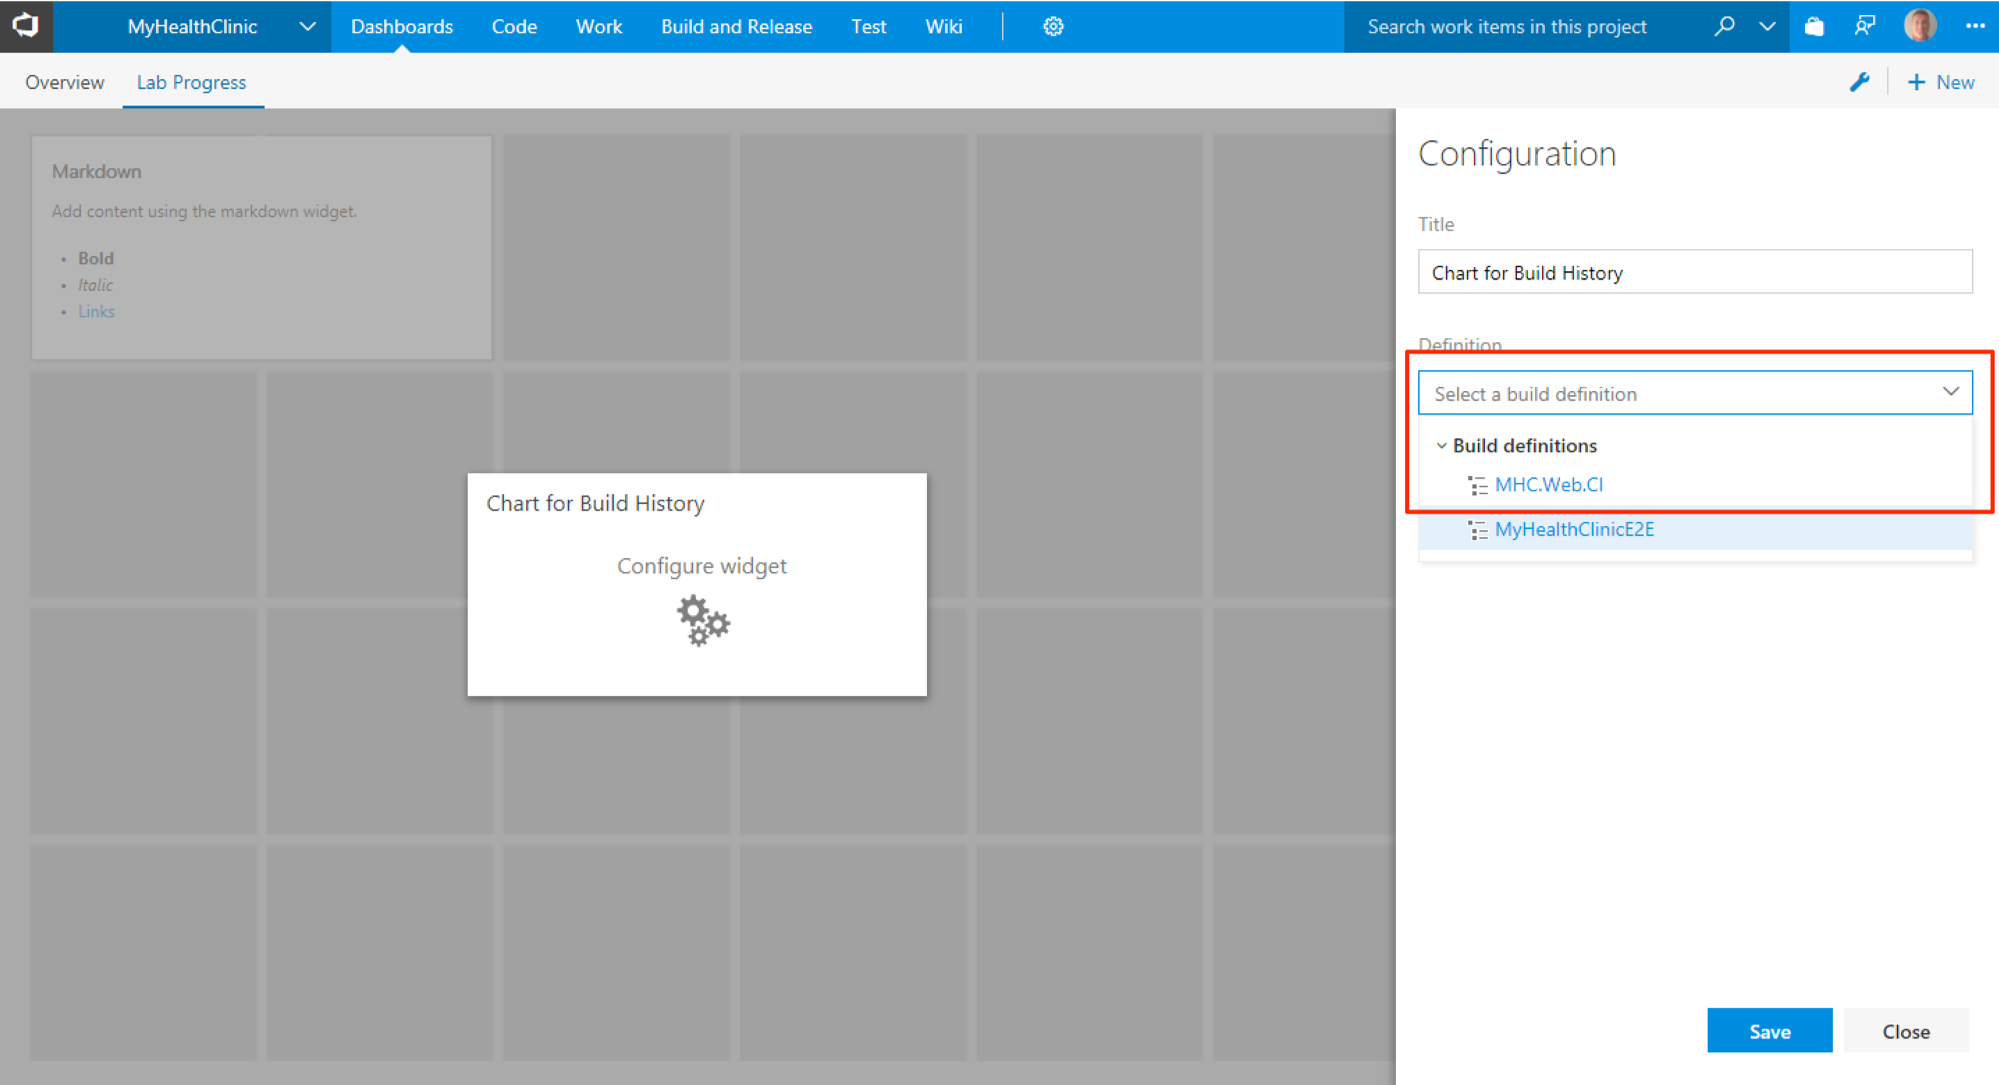 MyHealthClinic Dashboards Code Work Build and Release Test Wiki Search work items in this project
Overview Lab Progress New
Markdown
Add content using the markdown widget.
Bold
Italic
Links
Chart for Build History
Configure widget
Configuration
Title
Chart for Build History
Definition
Select a build definition
Build definitions
MHC.Web.CI
MyHealthClinicE2E
Save Close